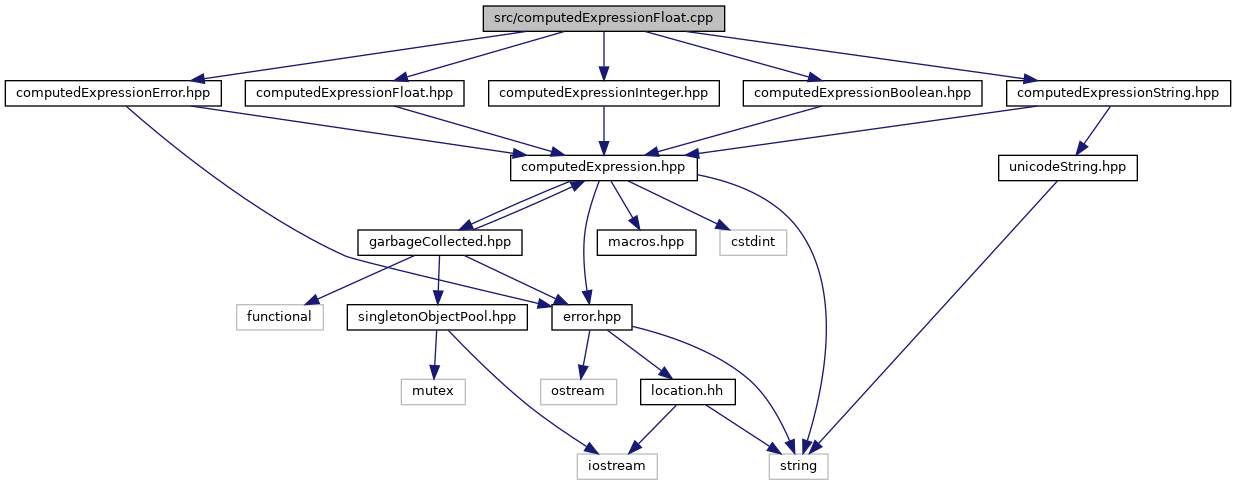 src/computedExpressionFloat.cpp
computedExpressionError.hpp
computedExpressionFloat.hpp
computedExpressionInteger.hpp
computedExpressionBoolean.hpp
computedExpressionString.hpp
computedExpression.hpp
unicodeString.hpp
garbageCollected.hpp
macros.hpp
cstdint
functional
singletonObjectPool.hpp
error.hpp
mutex
ostream
location.hh
iostream
string